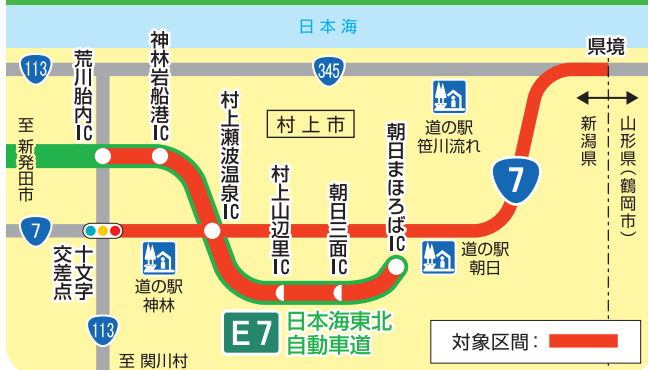 日本海
県境
113
345
荒川胎内IC
神林岩船港IC
村上瀬波温泉IC
村上市
道の駅
笹川流れ
朝日まほろばIC
至 新発田市
新潟県
山形県(鶴岡市)
7
7
村上山辺里IC
朝日三面IC
十文字
交差点
道の駅
神林
道の駅
朝日
E7
日本海東北
自動車道
113
至 関川村
対象区間: